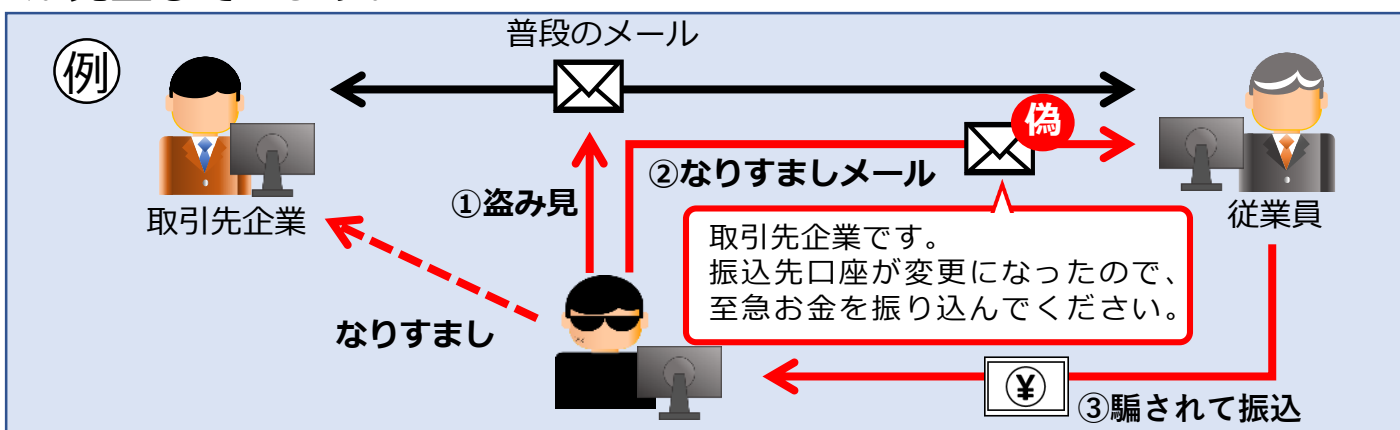 例
普段のメール
偽
②なりすましメール
①盗み見
取引先企業
従業員
取引先企業です。
振込先口座が変更になったので、
至急お金を振り込んでください。
なりすまし
¥
③騙されて振込